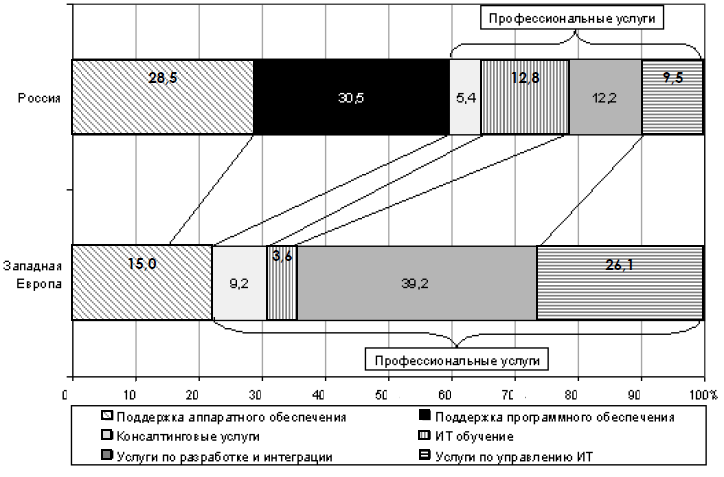 Профессиональные услуги
28,5
12,8
9,5
Россия
30,5
5,4
12,2
15,0
3,6
26,1
Западная
Европа
9,2
39,2
Профессиональные услуги
0 10 20 30 40 50 60 70 80 90 100%
Поддержка аппаратного обеспечения
Поддержка программного обеспечения
Консалтинговые услуги
ИТ обучение
Услуги по разработке и интеграции
Услуги по управлению ИТ